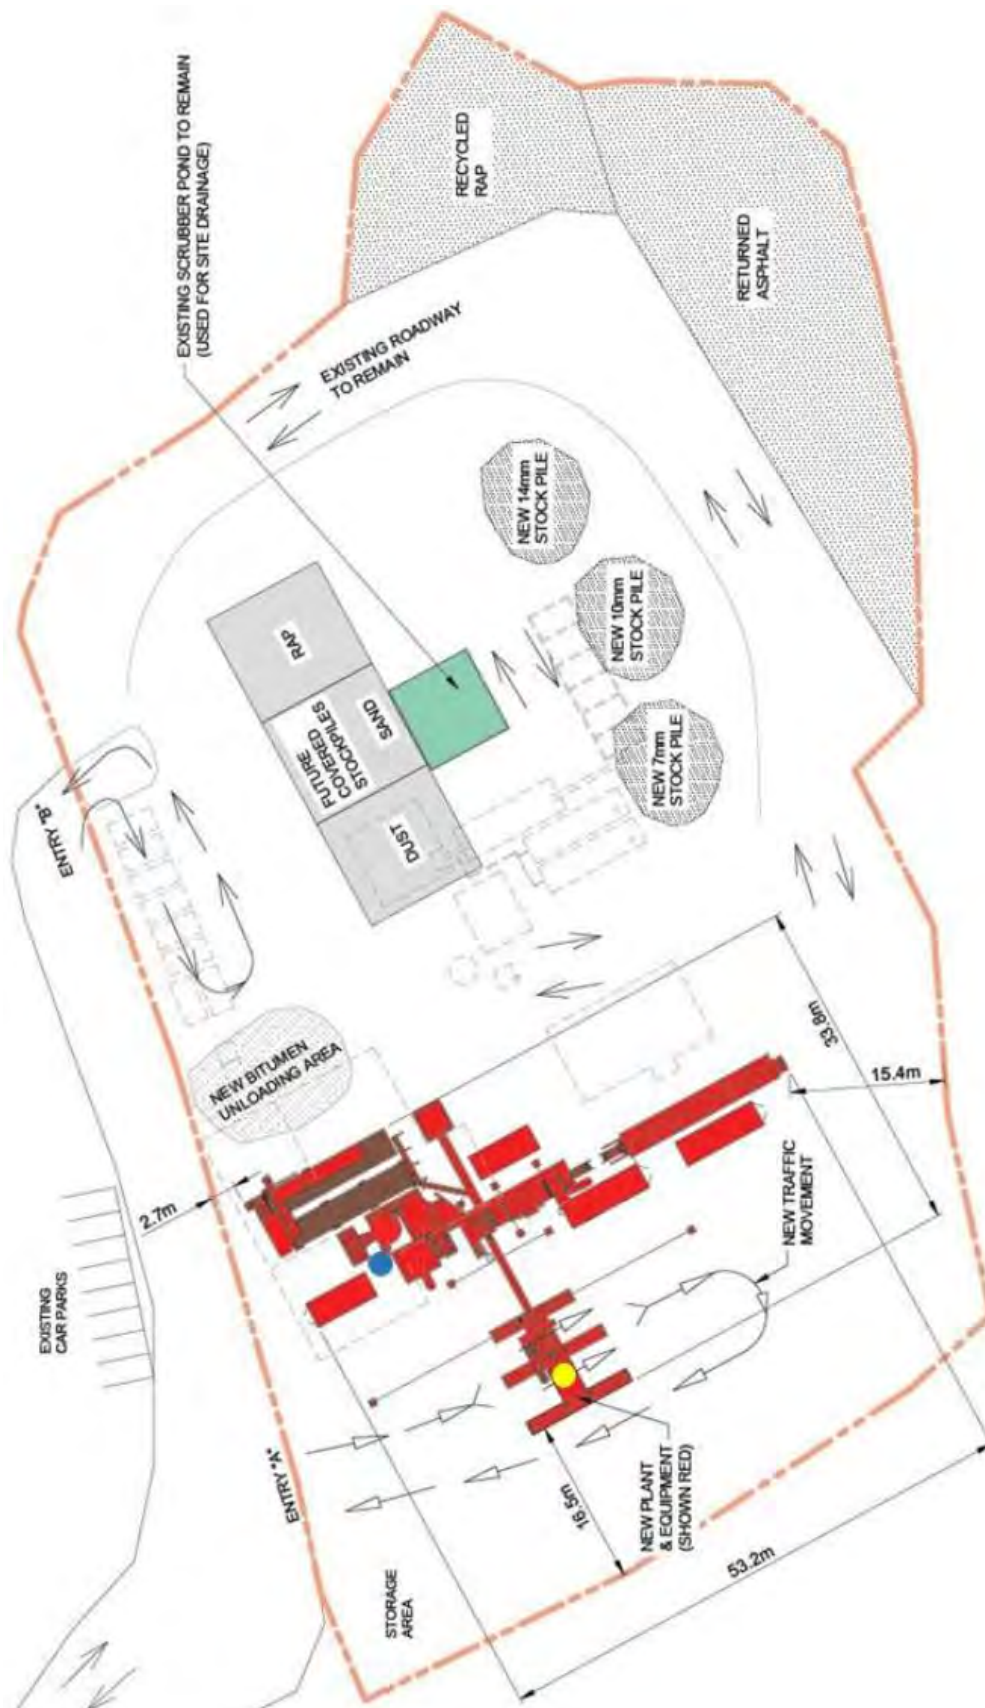 EXISTING SCRUBBER POND TO REMAIN
(USED FOR SITE DRAINAGE)
RECYCLED
RAP
RETURNED
ASPHALT
EXISTING ROADWAY
TO REMAIN
NEW 14mm
STOCK PILE
NEW 10mm
STOCK PILE
NEW 7mm
STOCK PILE
RAP
FUTURE
COVERED
STOCKPILES
SAND
DUST
ENTRY "B"
NEW BITUMEN
UNLOADING AREA
33.8m
15.4m
2.7m
NEW TRAFFIC
MOVEMENT
EXISTING
CAR PARKS
ENTRY "A"
16.5m
NEW PLANT
& EQUIPMENT
(SHOWN RED)
53.2m
STORAGE
AREA